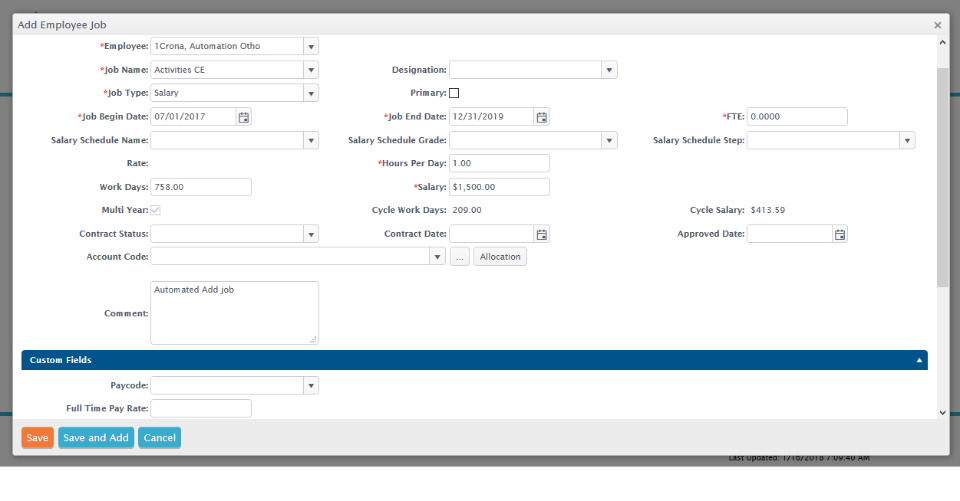 Add Employee Job
*Employee: 1Crona, Automation Otho
*Job Name: Activities CE Designation:
*Job Type: Salary Primary:
*Job Begin Date: 07/01/2017 *Job End Date: 12/31/2019 *FTE: 0.0000
Salary Schedule Name: Salary Schedule Grade: Salary Schedule Step:
Rate: *Hours Per Day: 1.00
Work Days: 758.00 *Salary: $1,500.00
Multi Year: Cycle Work Days: 209.00 Cycle Salary: $413.59
Contract Status: Contract Date: Approved Date:
Account Code: ... Allocation
Comment: Automated Add job
Custom Fields
Paycode:
Full Time Pay Rate:
Save Save and Add Cancel
Last Updated: 1/16/2018 7:09:40 AM